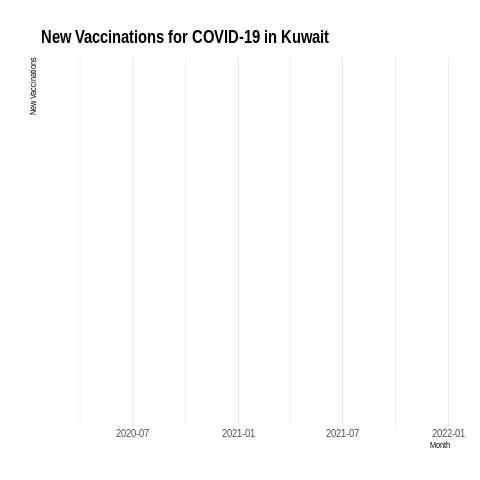 New Vaccinations for COVID-19 in Kuwait
New Vaccinations
2020-07 2021-01 2021-07 2022-01
Month